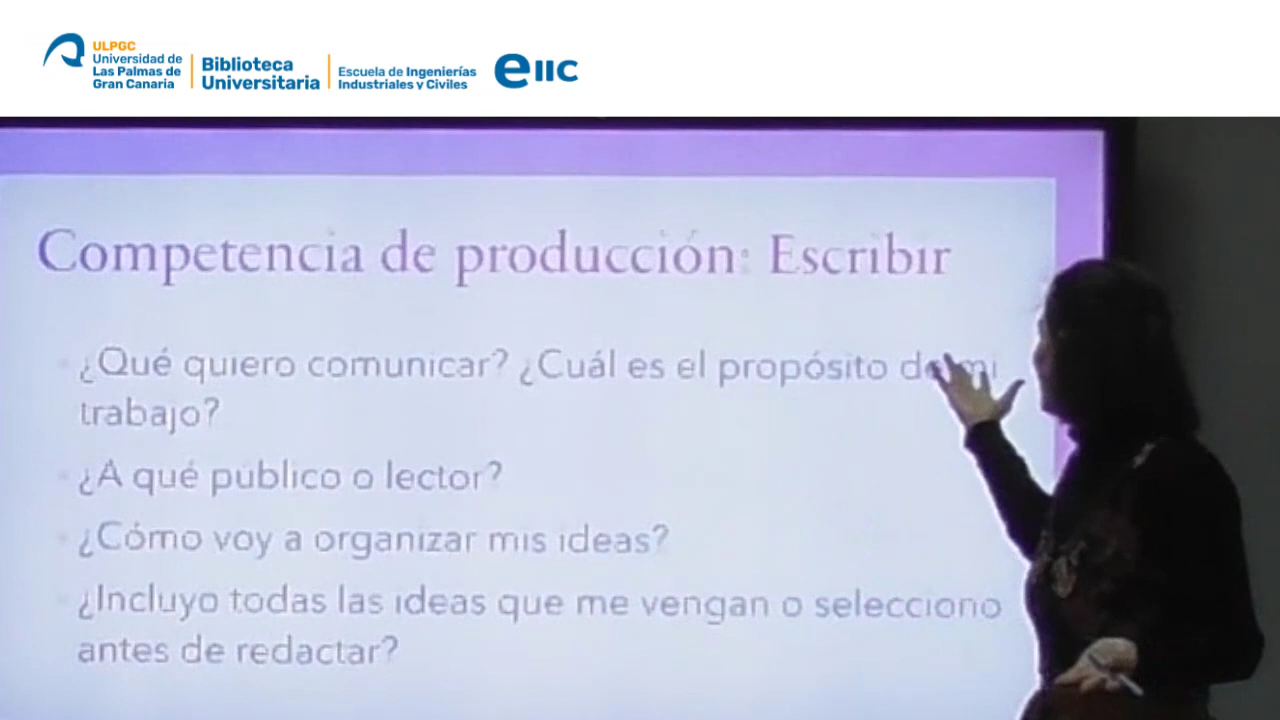 ULPGC
Universidad de
Las Palmas de
Gran Canaria
Biblioteca
Universitaria
Escuela de Ingenierías
Industriales y Civiles
eiic
Competencia de producción: Escribir
¿Qué quiero comunicar? ¿Cuál es el propósito de mi
trabajo?
¿A qué público o lector?
¿Cómo voy a organizar mis ideas?
¿Incluyo todas las ideas que me vengan o selecciono
antes de redactar?